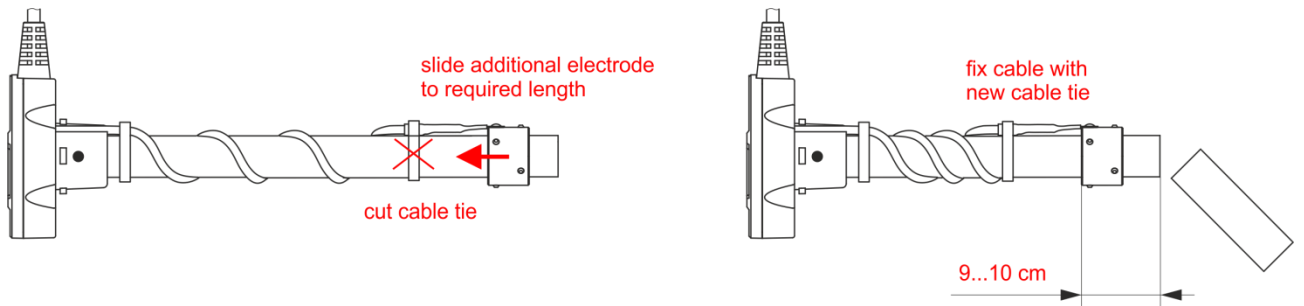 slide additional electrode
to required length
cut cable tie
fix cable with
new cable tie
9...10 cm